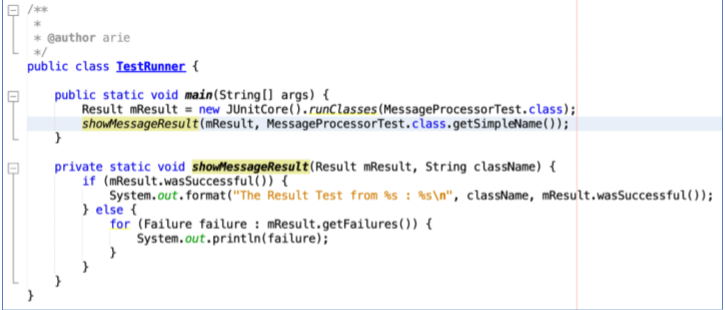 /**
 *
 * @author arie
 */
public class TestRunner {

    public static void main(String[] args) {
        Result mResult = new JUnitCore().runClasses(MessageProcessorTest.class);
        showMessageResult(mResult, MessageProcessorTest.class.getSimpleName());
    }

    private static void showMessageResult(Result mResult, String className) {
        if (mResult.wasSuccessful()) {
            System.out.format("The Result Test from %s : %s\n", className, mResult.wasSuccessful());
        } else {
            for (Failure failure : mResult.getFailures()) {
                System.out.println(failure);
            }
        }
    }
}